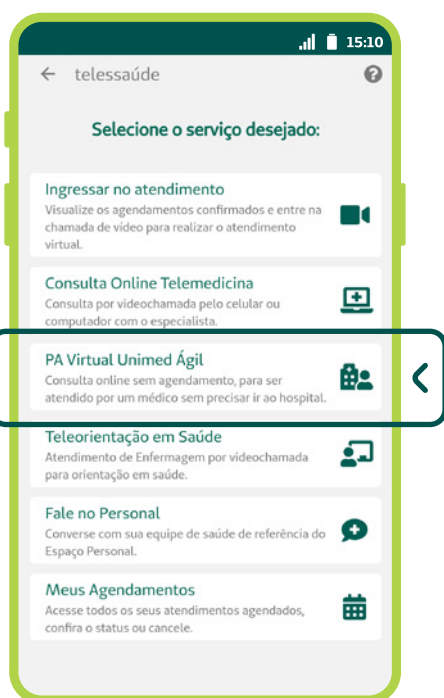 15:10
telessaúde
Selecione o serviço desejado:
Ingressar no atendimento
Visualize os agendamentos confirmados e entre na
chamada de vídeo para realizar o atendimento
virtual.
Consulta Online Telemedicina
Consulta por videochamada pelo celular ou
computador com o especialista.
PA Virtual Unimed Ágil
Consulta online sem agendamento, para ser
atendido por um médico sem precisar ir ao hospital.
Teleorientação em Saúde
Atendimento de Enfermagem por videochamada
para orientação em saúde.
Fale no Personal
Converse com sua equipe de saúde de referência do
Espaço Personal.
Meus Agendamentos
Acesse todos os seus atendimentos agendados,
confira o status ou cancele.